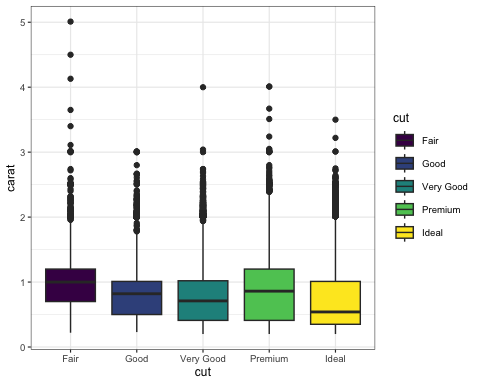 5
4
3
2
1
0
carat
Fair
Good
Very Good
Premium
Ideal
cut
cut
Fair
Good
Very Good
Premium
Ideal